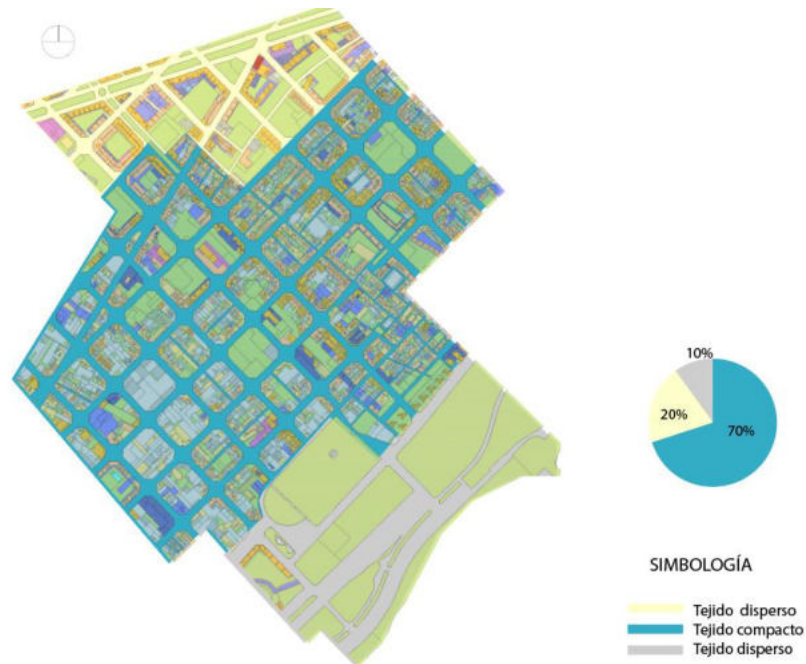 10%
20%
70%
SIMBOLOGÍA
Tejido disperso
Tejido compacto
Tejido disperso